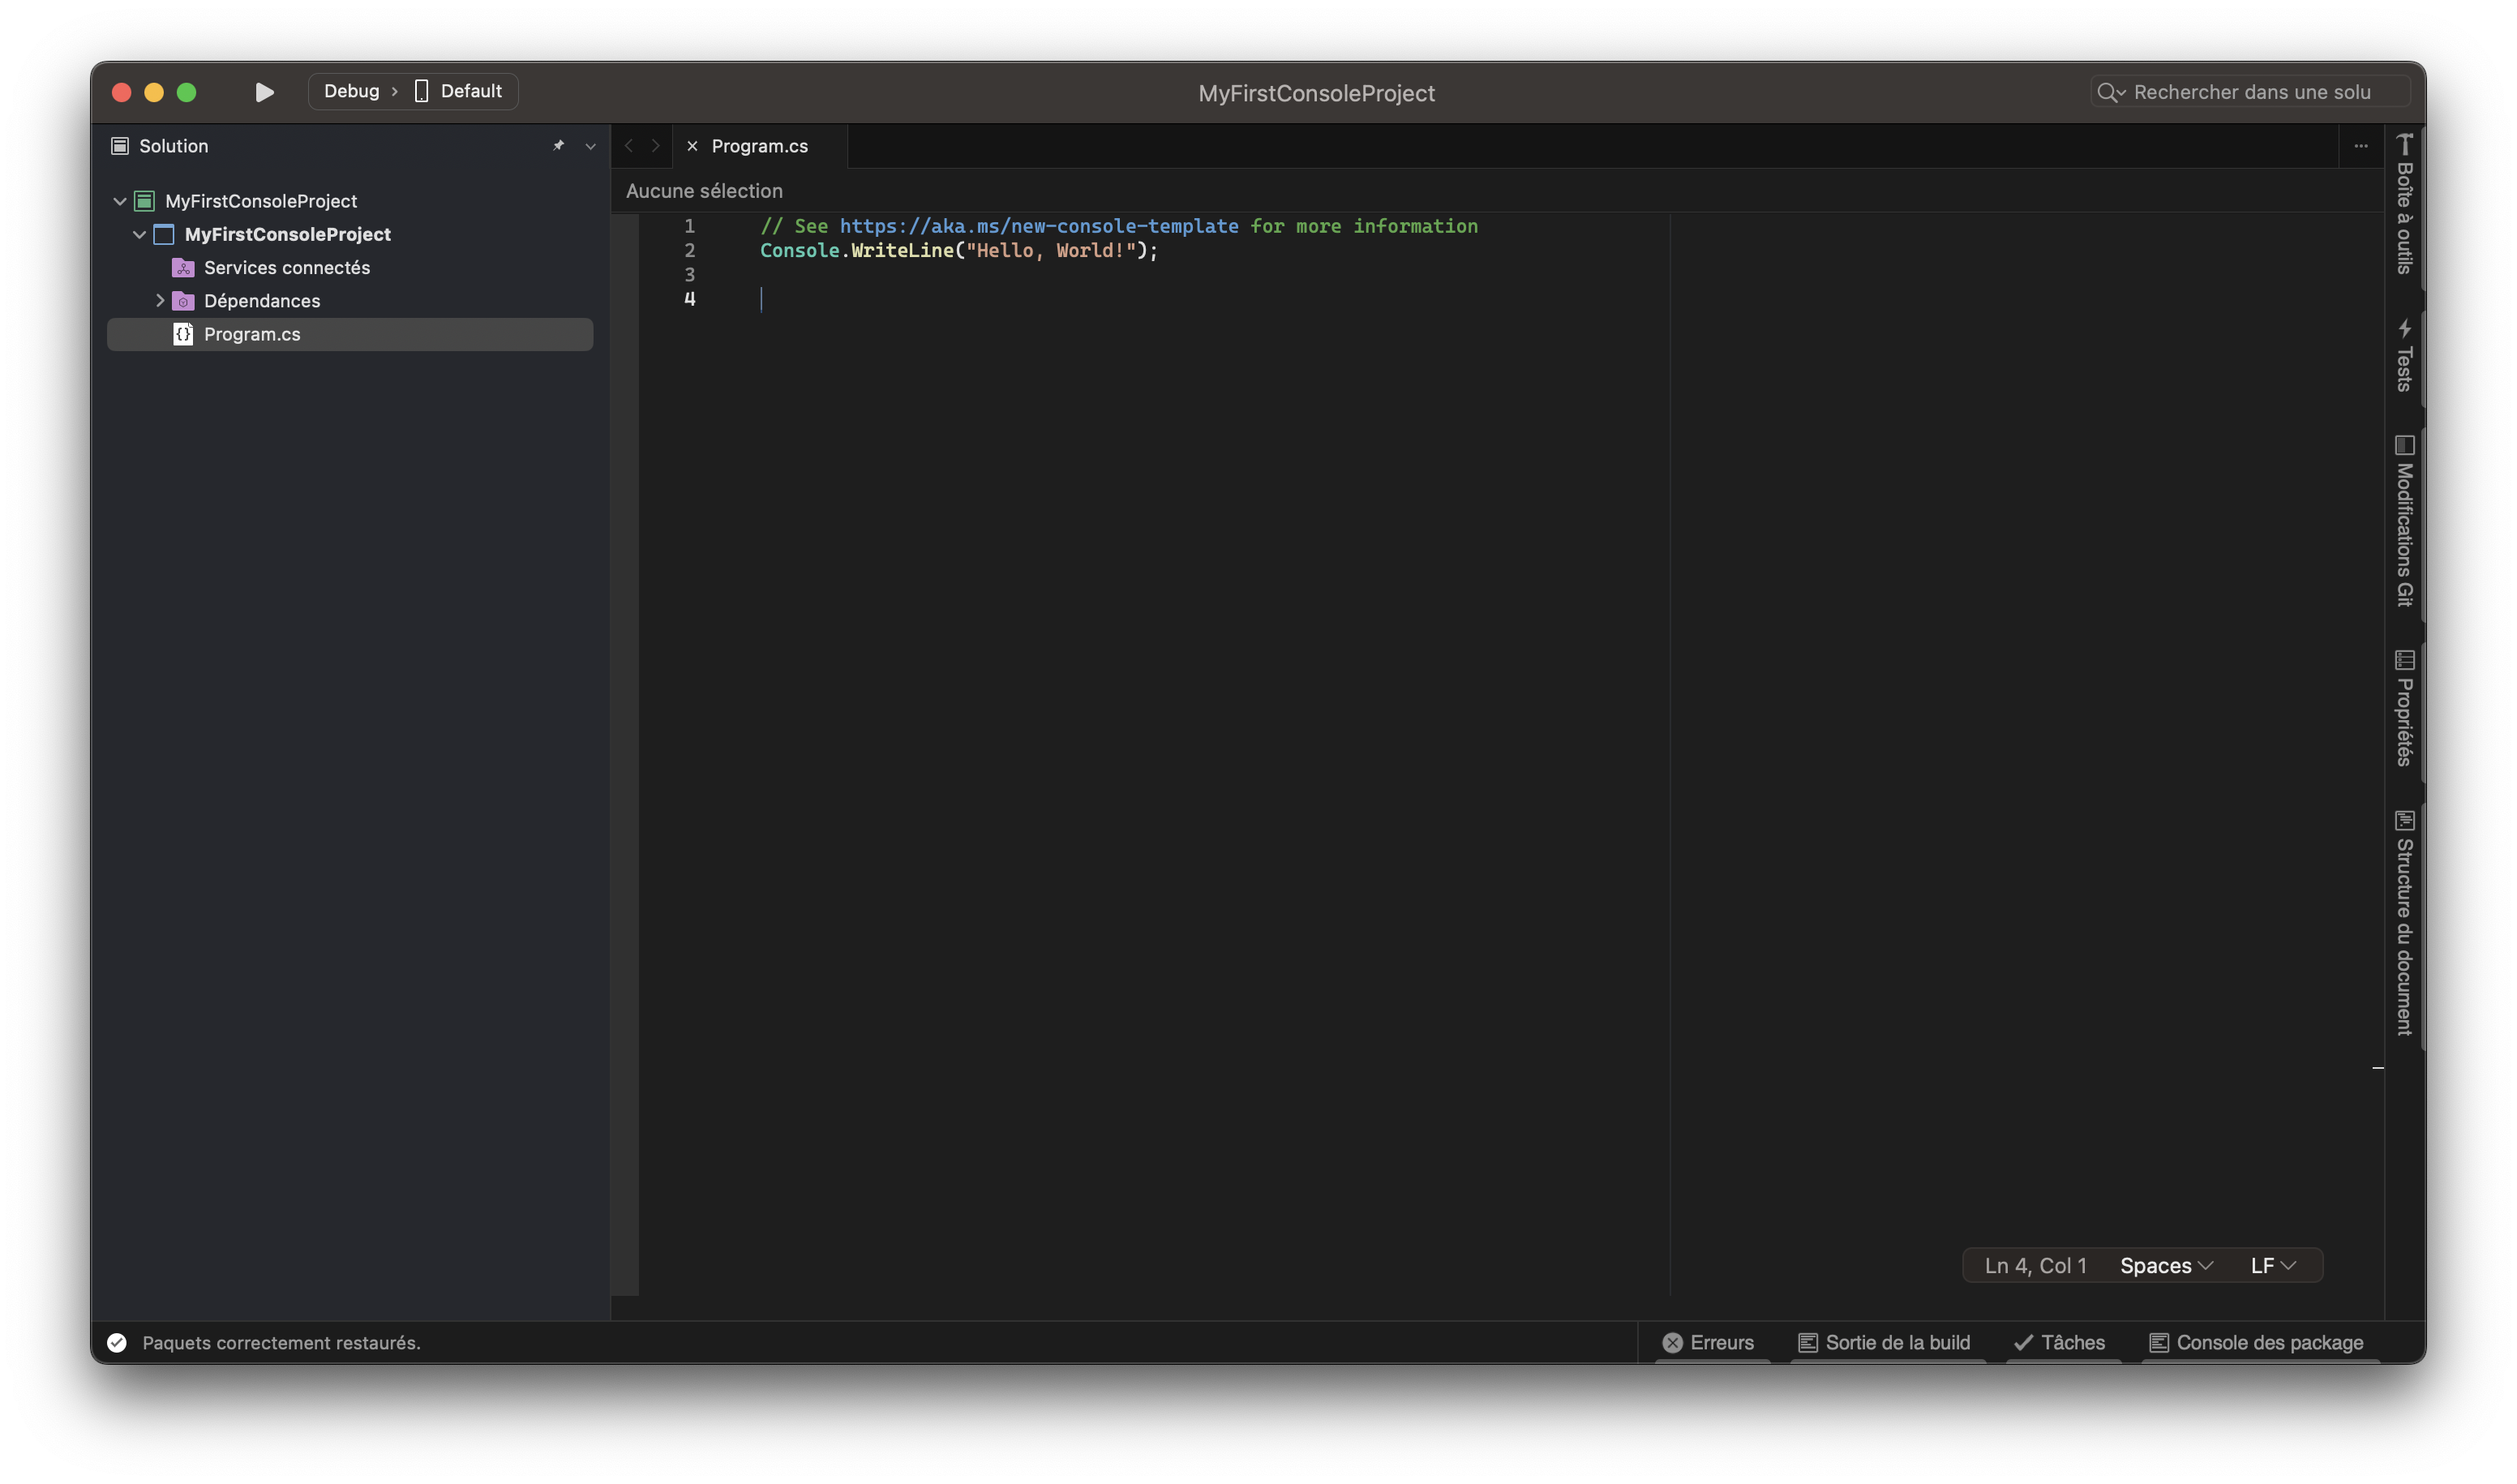 Debug > Default
MyFirstConsoleProject
Rechercher dans une solu
Solution
MyFirstConsoleProject
MyFirstConsoleProject
Services connectés
Dépendances
Program.cs
Program.cs
Aucune sélection
1 // See https://aka.ms/new-console-template for more information
2 Console.WriteLine("Hello, World!");
3
4
Ln 4, Col 1 Spaces LF
Boîte à outils
Tests
Modifications Git
Propriétés
Structure du document
Paquets correctement restaurés.
Erreurs Sortie de la build Tâches Console des package